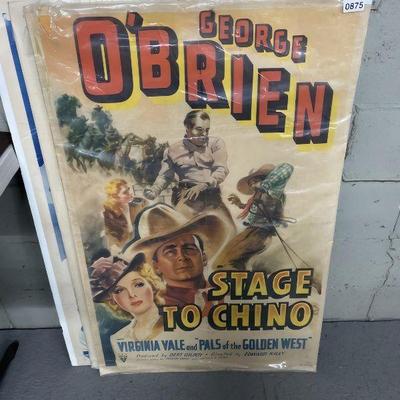 0875
GEORGE
O'BRIEN
STAGE
TO CHINO
VIRGINIA VALE and PALS of the GOLDEN WEST
Produced by BERT GILROY • Directed by EDWARD KILLY